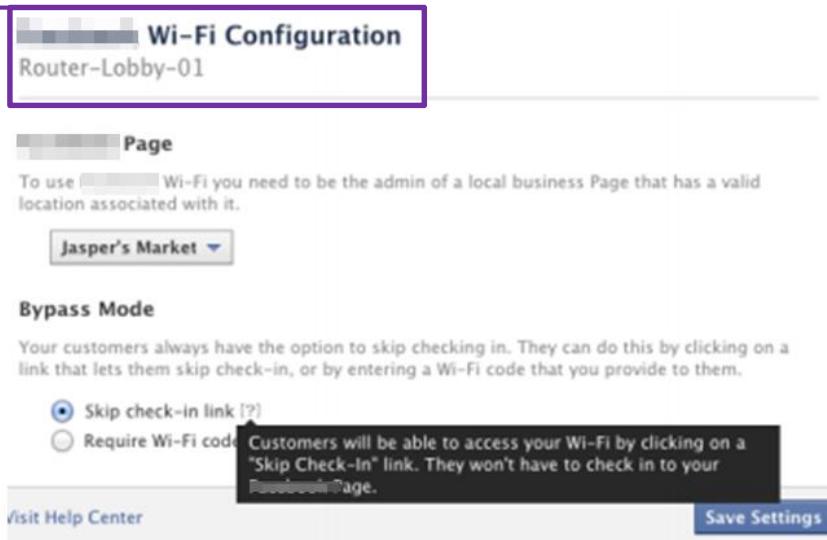 Wi-Fi Configuration
Router-Lobby-01
Page
To use Wi-Fi you need to be the admin of a local business Page that has a valid
location associated with it.
Jasper's Market
Bypass Mode
Your customers always have the option to skip checking in. They can do this by clicking on a
link that lets them skip check-in, or by entering a Wi-Fi code that you provide to them.
Skip check-in link [?]
Require Wi-Fi code
Customers will be able to access your Wi-Fi by clicking on a
"Skip Check-In" link. They won't have to check in to your
Page.
Visit Help Center
Save Settings